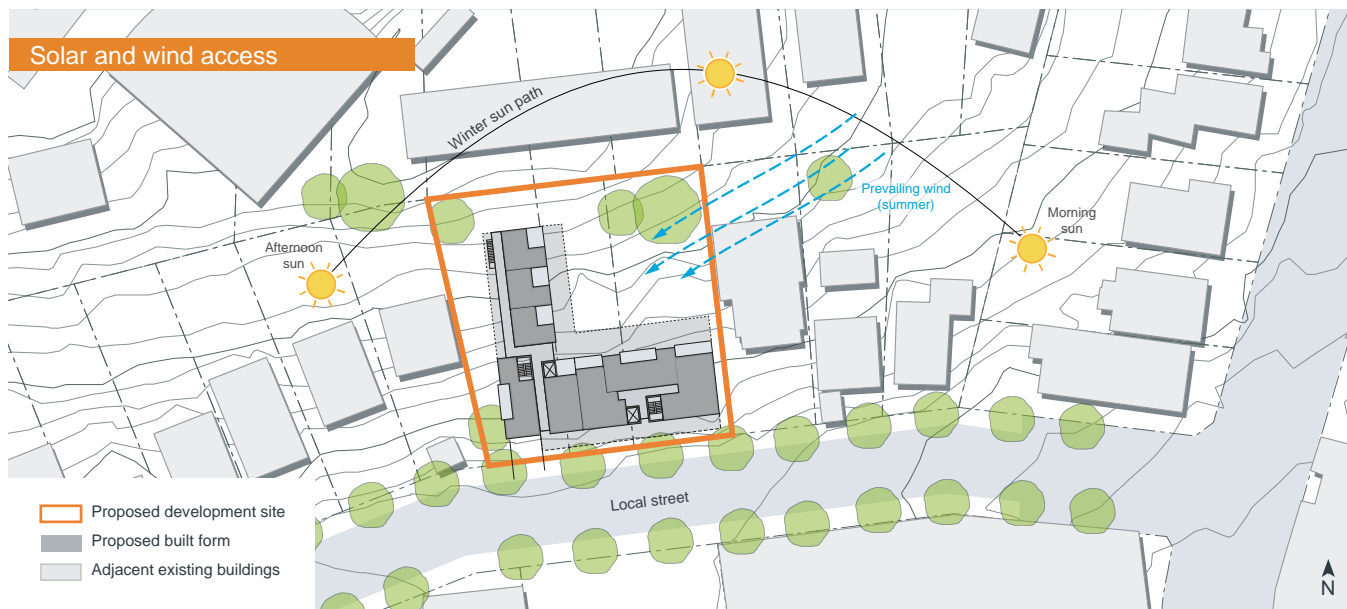 Solar and wind access
Winter sun path
Prevailing wind
(summer)
Morning
sun
Afternoon
sun
Local street
Proposed development site
Proposed built form
Adjacent existing buildings
N